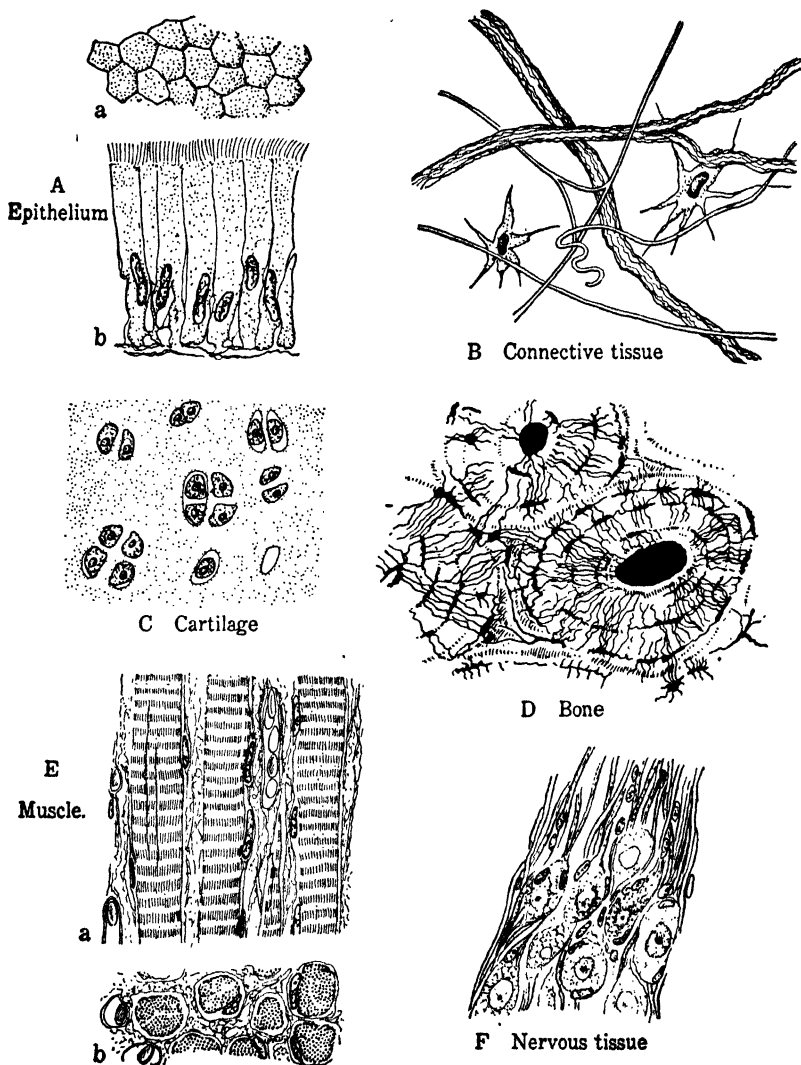 a
A
Epithelium
b
B Connective tissue
C Cartilage
D Bone
E
Muscle.
a
b
F Nervous tissue